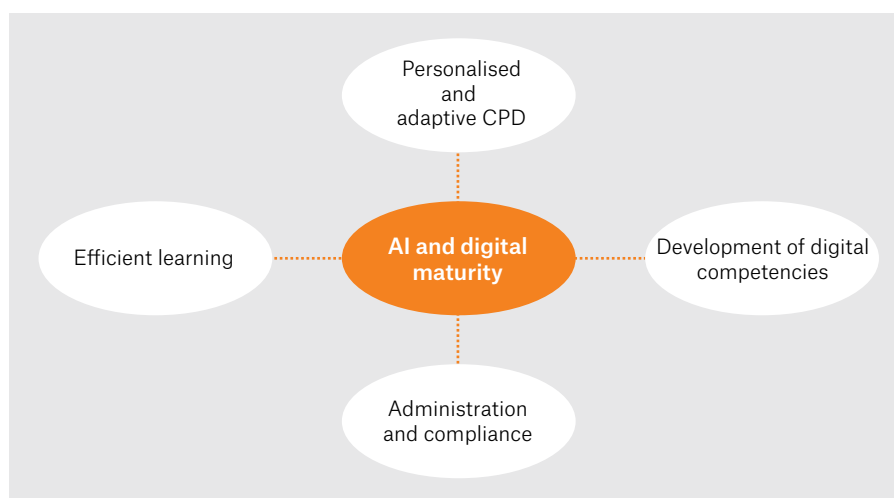 Personalised
and
adaptive CPD
Efficient learning
AI and digital
maturity
Development of digital
competencies
Administration
and compliance